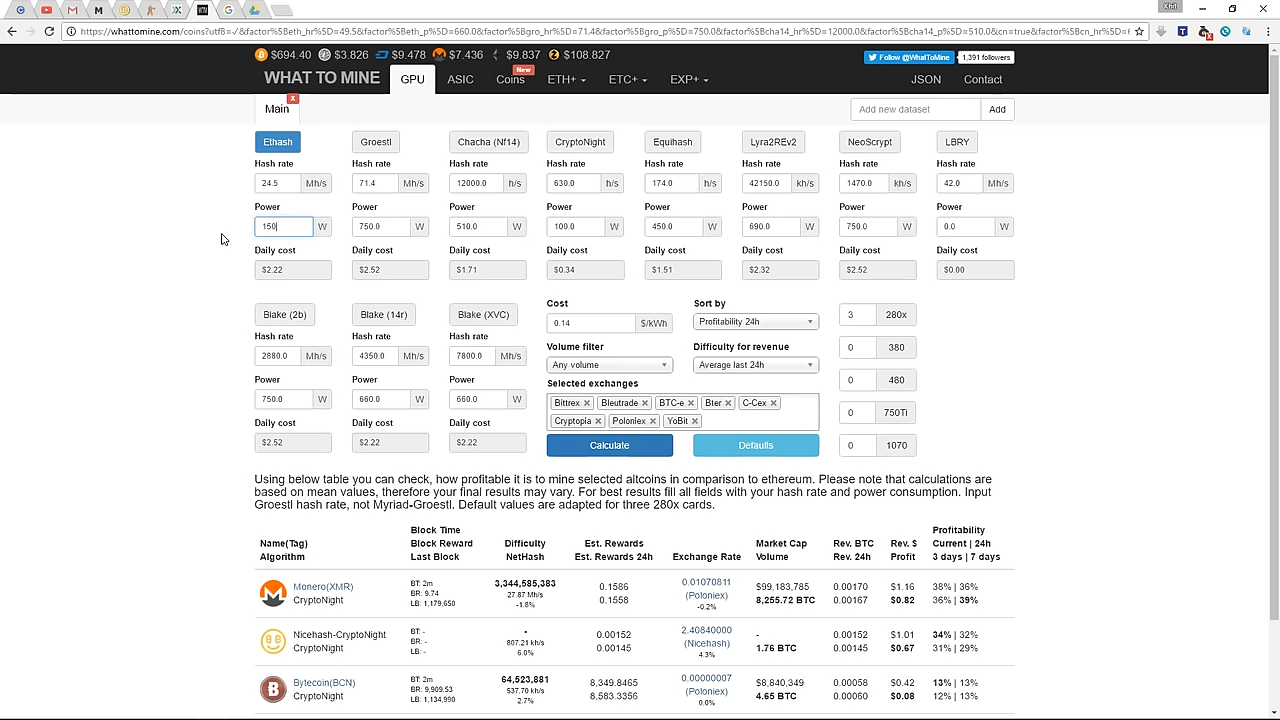 Khit
https://whattomine.com/coins?utf8=✓&factor%5Beth_hr%5D=49.5&factor%5Beth_p%5D=660.0&factor%5Bgro_hr%5D=71.4&factor%5Bgro_p%5D=750.0&factor%5Bcha14_hr%5D=12000.0&factor%5Bcha14_p%5D=510.0&cn=true&factor%5Bcn_hr%5D=6
$694.40 $3.826 $9.478 $7.436 $9.837 $108.827
Follow @WhatToMine 1,391 followers
WHAT TO MINE GPU ASIC Coins New ETH+ ETC+ EXP+ JSON Contact
Main x
Add new dataset Add
Ethash Groestl Chacha (Nf14) CryptoNight Equihash Lyra2REv2 NeoScrypt LBRY
Hash rate Hash rate Hash rate Hash rate Hash rate Hash rate Hash rate Hash rate
24.5 Mh/s 71.4 Mh/s 12000.0 h/s 630.0 h/s 174.0 h/s 42150.0 kh/s 1470.0 kh/s 42.0 Mh/s
Power Power Power Power Power Power Power Power
150 W 750.0 W 510.0 W 100.0 W 450.0 W 690.0 W 750.0 W 0.0 W
Daily cost Daily cost Daily cost Daily cost Daily cost Daily cost Daily cost Daily cost
$2.22 $2.52 $1.71 $0.34 $1.51 $2.32 $2.52 $0.00
Blake (2b) Blake (14r) Blake (XVC)
Hash rate Hash rate Hash rate
2880.0 Mh/s 4350.0 Mh/s 7800.0 Mh/s
Power Power Power
750.0 W 660.0 W 660.0 W
Daily cost Daily cost Daily cost
$2.52 $2.22 $2.22
Cost Sort by
0.14 $/kWh Profitability 24h
Volume filter Difficulty for revenue
Any volume Average last 24h
Selected exchanges
Bittrex × Bleutrade × BTC-e × Bter × C-Cex ×
Cryptopia × Poloniex × YoBit ×
Calculate Defaults
3 280x
0 380
0 480
0 750Ti
0 1070
Using below table you can check, how profitable it is to mine selected altcoins in comparison to ethereum. Please note that calculations are
based on mean values, therefore your final results may vary. For best results fill all fields with your hash rate and power consumption. Input
Groestl hash rate, not Myriad-Groestl. Default values are adapted for three 280x cards.
Name(Tag) Algorithm
Block Time Block Reward Last Block
Difficulty NetHash
Est. Rewards Est. Rewards 24h
Exchange Rate
Market Cap Volume
Rev. BTC Rev. 24h
Rev. $ Profit
Profitability Current | 24h 3 days | 7 days
Monero(XMR) BT: 2m 3,344,585,383 0.1586 0.01070811 $99,183,785 0.00170 $1.16 38% | 36%
CryptoNight BR: 9.74 27.87 Mh/s 0.1558 (Poloniex) 8,255.72 BTC 0.00167 $0.82 36% | 39%
LB: 1,179,650 -1.8% -0.2%
Nicehash-CryptoNight BT: - - 0.00152 2.40840000 - 0.00152 $1.01 34% | 32%
CryptoNight BR: - 807.21 kh/s 0.00145 (Nicehash) 1.76 BTC 0.00145 $0.67 31% | 29%
LB: - 6.0% 4.3%
Bytecoin(BCN) BT: 2m 64,523,881 8,349.8465 0.00000007 $8,840,349 0.00058 $0.42 13% | 13%
CryptoNight BR: 9,909.53 537.70 kh/s 8,583.3356 (Poloniex) 4.65 BTC 0.00060 $0.08 12% | 13%
LB: 1,134,990 2.7% 0.0%